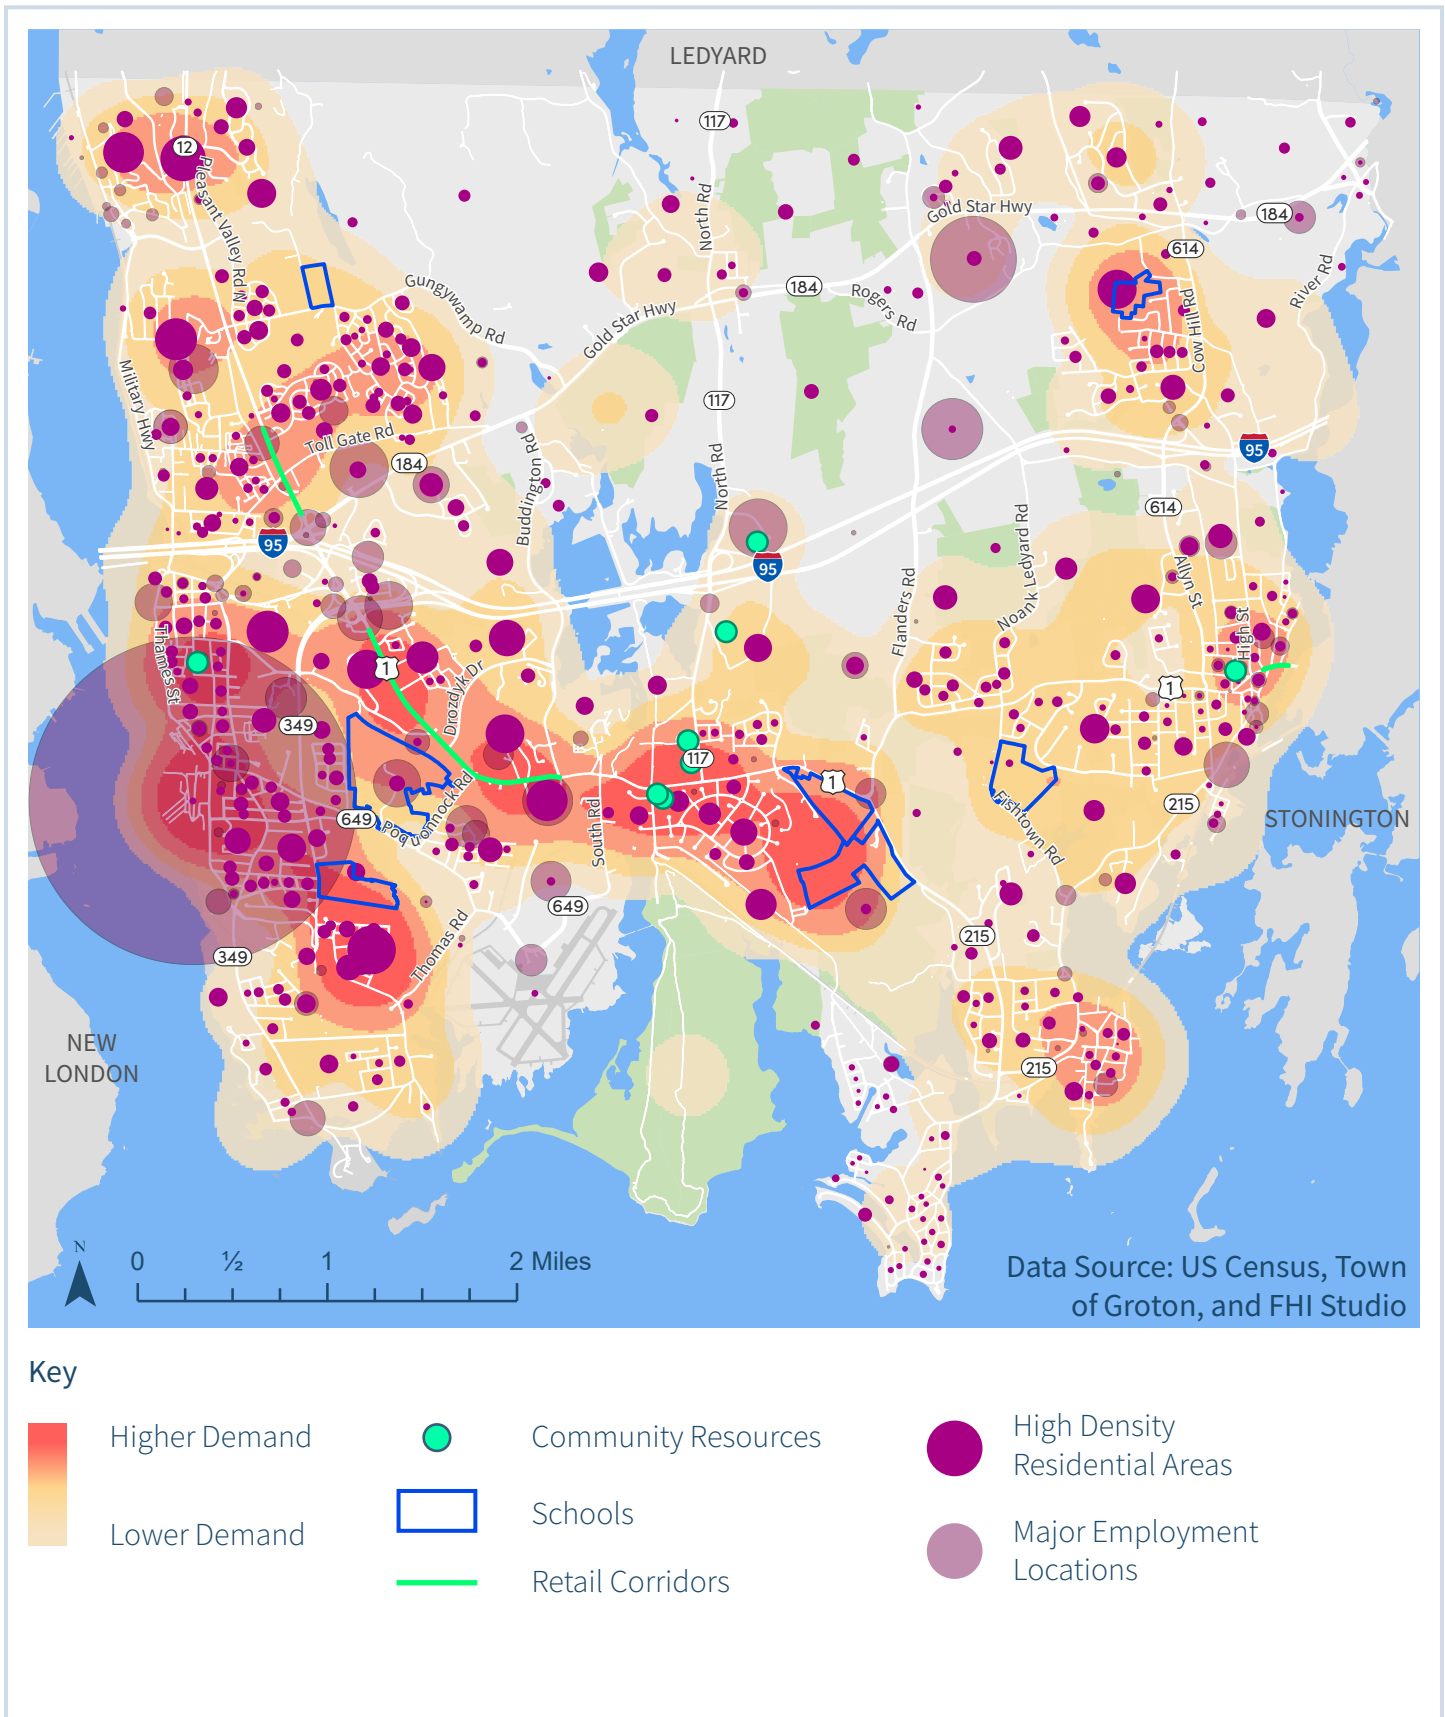 LEDYARD
117
12
Pleasant Valley Rd N
North Rd
Gold Star Hwy
184
614
184
Gungywamp Rd
Rogers Rd
River Rd
Gold Star Hwy
Cow Hill Rd
Military Hwy
117
Toll Gate Rd
184
Buddington Rd
North Rd
95
614
95
95
Noank Ledyard Rd
Flanders Rd
Allyn St
High St
Thames St
1
Drozdyk Dr
1
349
117
1
649
Poquonnock Rd
South Rd
Fishtown Rd
215
STONINGTON
649
Thomas Rd
349
215
NEW
LONDON
215
N
0 ½ 1 2 Miles
Data Source: US Census, Town
of Groton, and FHI Studio
Key
Higher Demand
Lower Demand
Community Resources
Schools
Retail Corridors
High Density
Residential Areas
Major Employment
Locations